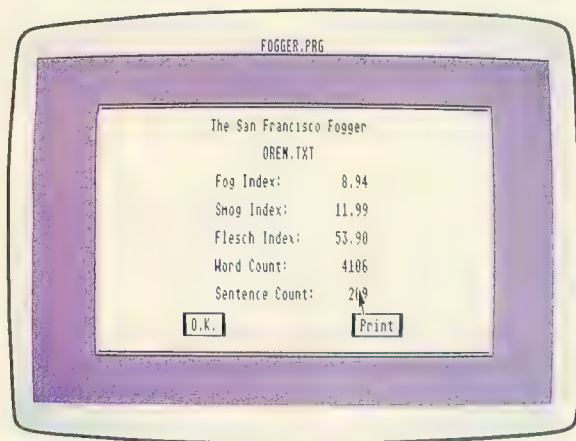 FOGGER.PRG
The San Francisco Fogger
OREM.TXT
Fog Index: 8.94
Smog Index: 11.99
Flesch Index: 53.90
Word Count: 4106
Sentence Count:
O.K. Print